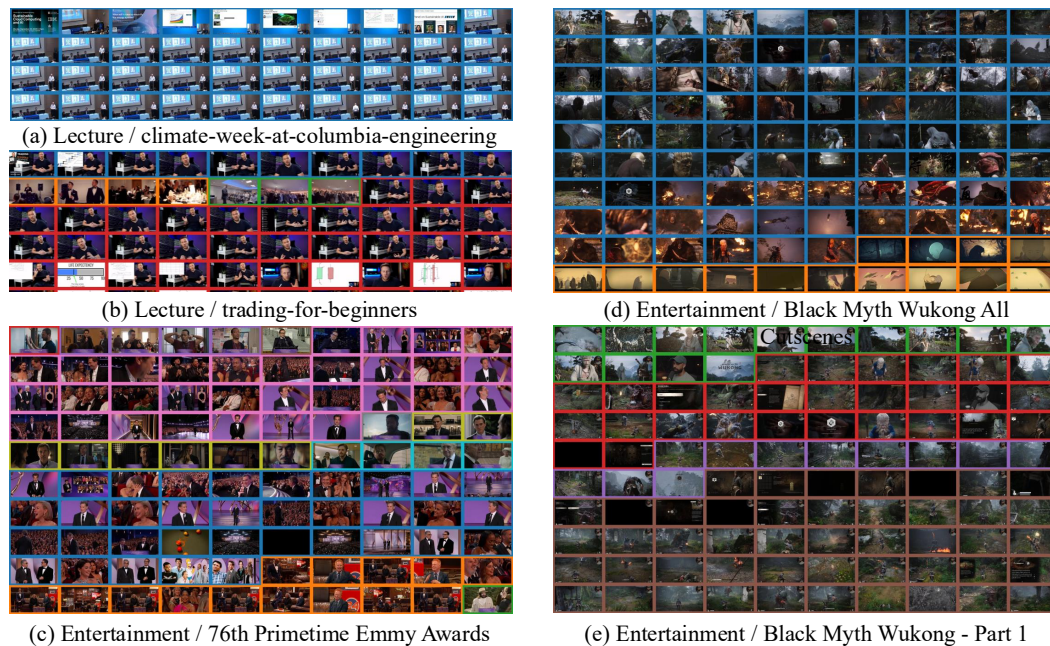 (a) Lecture / climate-week-at-columbia-engineering
(b) Lecture / trading-for-beginners
(c) Entertainment / 76th Primetime Emmy Awards
(d) Entertainment / Black Myth Wukong All
Cutscenes
(e) Entertainment / Black Myth Wukong - Part 1